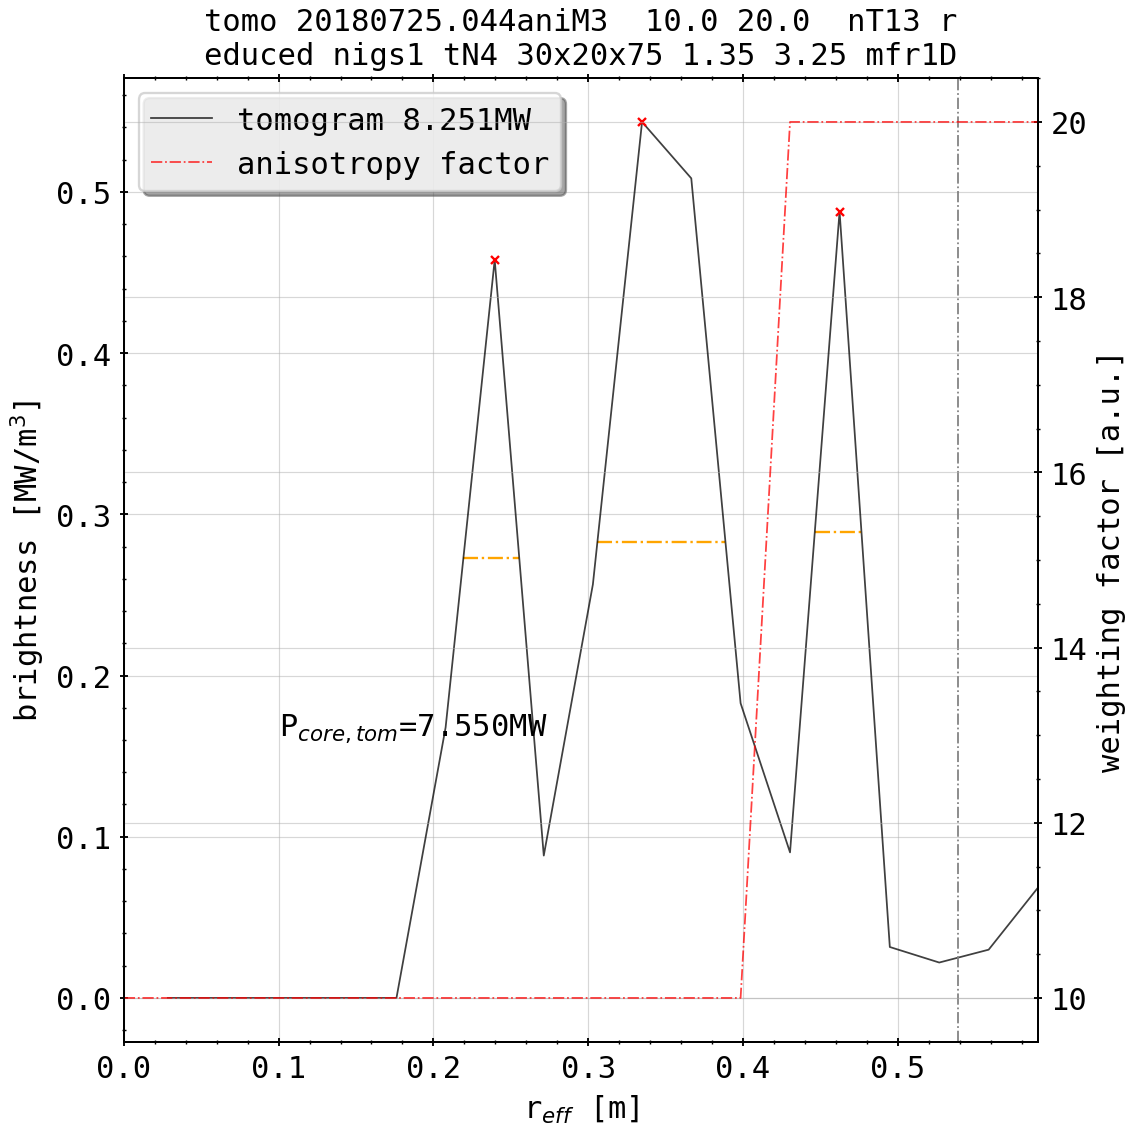 tomo 20180725.044aniM3  10.0 20.0  nT13 r
educed nigs1 tN4 30x20x75 1.35 3.25 mfr1D
tomogram 8.251MW
anisotropy factor
brightness [MW/m³]
0.5
0.4
0.3
0.2
0.1
0.0
P_core,tom=7.550MW
20
18
16
14
12
10
weighting factor [a.u.]
0.0 0.1 0.2 0.3 0.4 0.5
r_eff [m]